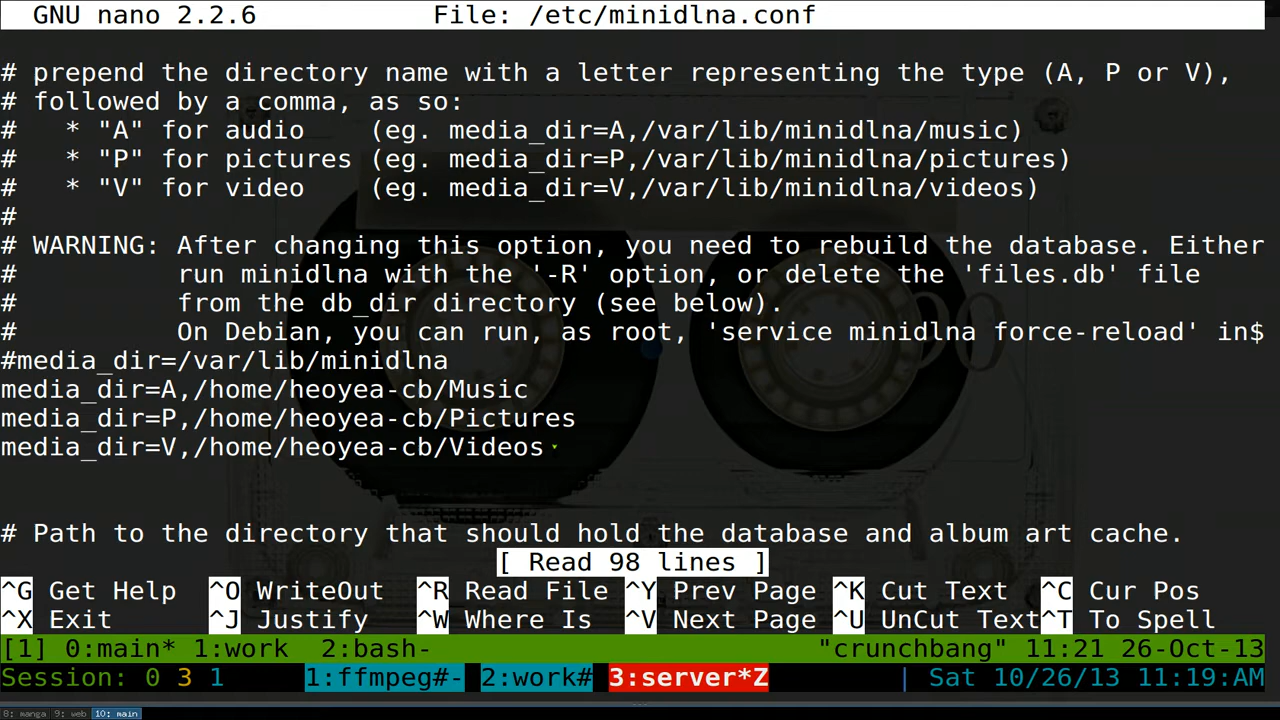 GNU nano 2.2.6 File: /etc/minidlna.conf
# prepend the directory name with a letter representing the type (A, P or V),
# followed by a comma, as so:
#   * "A" for audio    (eg. media_dir=A,/var/lib/minidlna/music)
#   * "P" for pictures (eg. media_dir=P,/var/lib/minidlna/pictures)
#   * "V" for video    (eg. media_dir=V,/var/lib/minidlna/videos)
#
# WARNING: After changing this option, you need to rebuild the database. Either
#          run minidlna with the '-R' option, or delete the 'files.db' file
#          from the db_dir directory (see below).
#          On Debian, you can run, as root, 'service minidlna force-reload' in$
#media_dir=/var/lib/minidlna
media_dir=A,/home/heoyea-cb/Music
media_dir=P,/home/heoyea-cb/Pictures
media_dir=V,/home/heoyea-cb/Videos
# Path to the directory that should hold the database and album art cache.
[ Read 98 lines ]
^G Get Help ^O WriteOut ^R Read File ^Y Prev Page ^K Cut Text ^C Cur Pos
^X Exit ^J Justify ^W Where Is ^V Next Page ^U UnCut Text ^T To Spell
[1] 0:main* 1:work  2:bash- "crunchbang" 11:21 26-Oct-13
Session: 0 3 1 1:ffmpeg#- 2:work# 3:server*Z | Sat 10/26/13 11:19:AM
8: manga 9: web 10: main